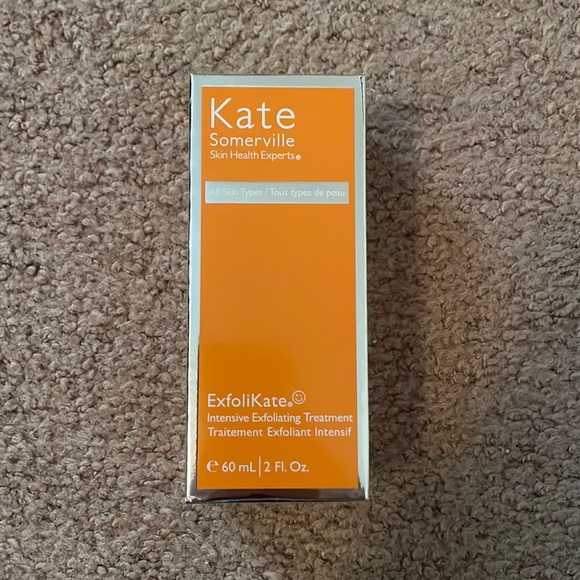 Kate
Somerville
Skin Health Experts®
All Skin Types / Tous types de peau
ExfoliKate®
Intensive Exfoliating Treatment
Traitement Exfoliant Intensif
℮ 60 mL | 2 Fl. Oz.